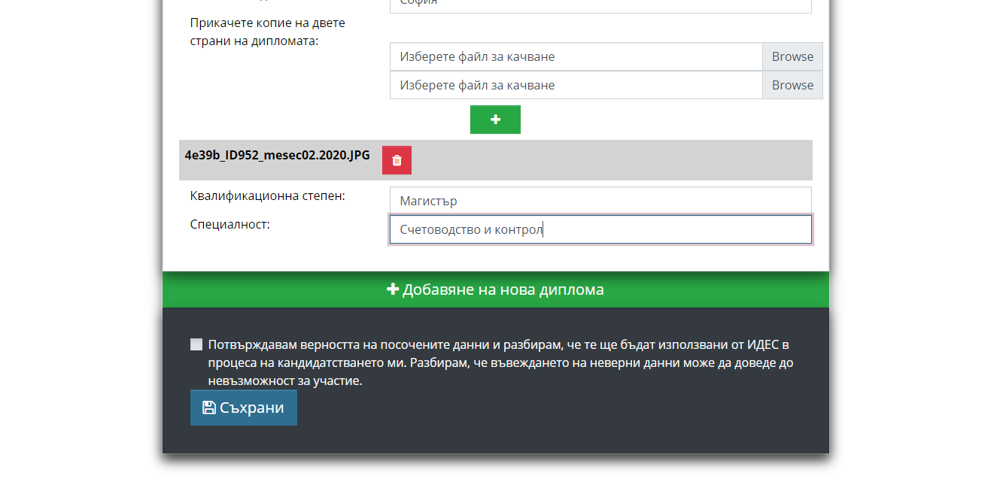 София
Прикачете копие на двете
страни на дипломата:
Изберете файл за качване Browse
Изберете файл за качване Browse
4e39b_ID952_mesec02.2020.JPG
Квалификационна степен: Магистър
Специалност: Счетоводство и контрол
Добавяне на нова диплома
Потвърждавам верността на посочените данни и разбирам, че те ще бъдат използвани от ИДЕС в
процеса на кандидатстването ми. Разбирам, че въвеждането на неверни данни може да доведе до
невъзможност за участие.
Съхрани